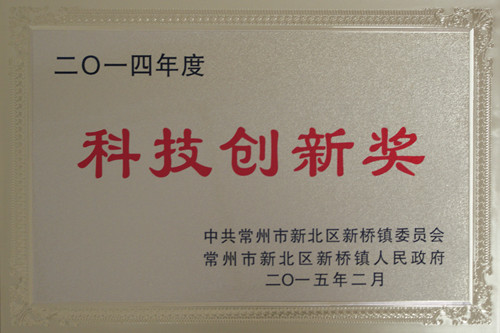 二〇一四年度
科技创新奖
中共常州市新北区新桥镇委员会
常州市新北区新桥镇人民政府
二〇一五年二月